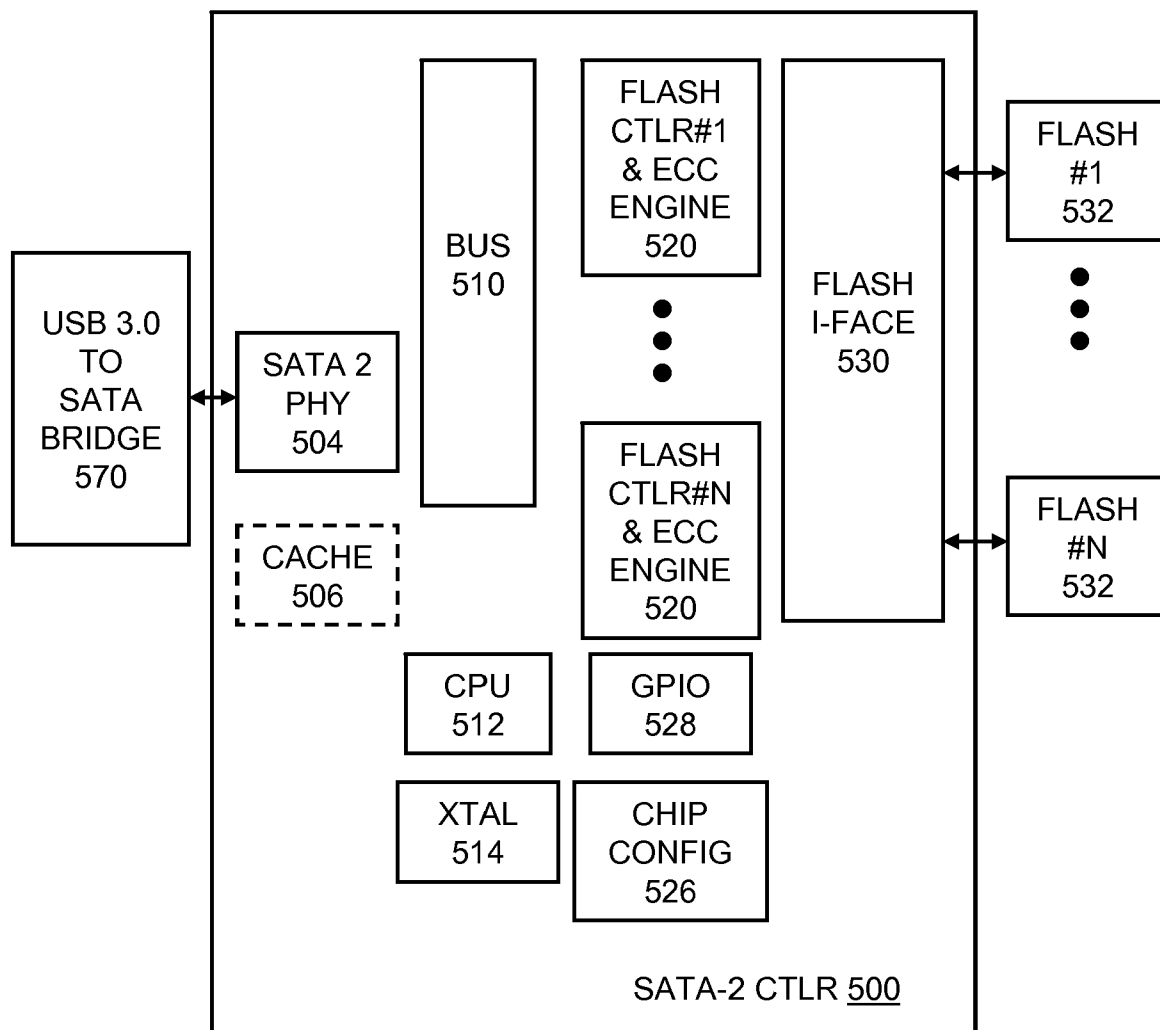 USB 3.0
TO
SATA
BRIDGE
570
SATA 2
PHY
504
CACHE
506
BUS
510
FLASH
CTLR#1
& ECC
ENGINE
520
FLASH
CTLR#N
& ECC
ENGINE
520
FLASH
I-FACE
530
FLASH
#1
532
FLASH
#N
532
CPU
512
GPIO
528
XTAL
514
CHIP
CONFIG
526
SATA-2 CTLR 500